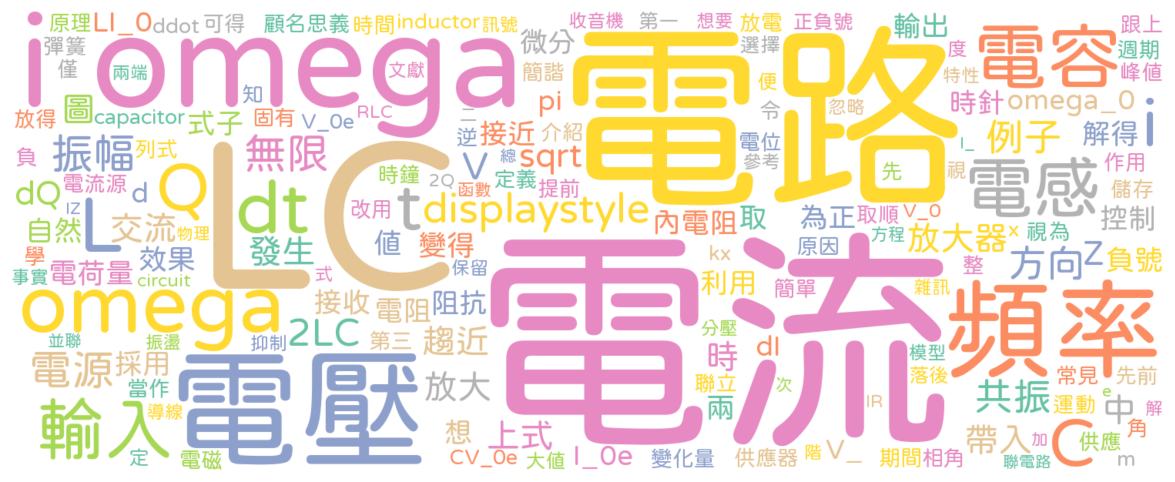 原理 LI_0 ddot 可得 顧名思義 時間 inductor 訊號 收音機 第一 想要 放電 正負號 輸出 跟上
彈簧 i omega 微分 選擇 電容 度 週期
僅 兩端 文獻 簡諧 電路 便 特性 峰值
知 圖 capacitor 固有 RLC pi 令 忽略 時針 omega_0
放得 式子 V_0e 二 接近 介紹 電位 例子 解得 i
負 振幅 列式 無限 逆 V 總 sqrt 參考 I_ 作用
dQ 電流源 d Q LC 時鐘 2Q 函數 定義 提前 先 視 電感 儲存
IZ dt 改用 t displaystyle 內電阻 取 為正 取順 V_0 控制
自然 L 交流 物理 值 變得 原因 方程 放大器 x 視為
學 發生 kx 整 方向 Z 負號
事實 電荷量 效果 circuit 式 保留 利用 簡單 雜訊
omega 接收 電阻 阻抗 電流 頻率
並聯 振盪 抑制 2LC 第三 趨近 分壓 時 dI 模型
電源 採用 當作 放大 聯立 次 落後 共振 常見 先前
輸入 導線 電壓 兩 IR e 運動 中 解
想 上式 帶入 C 加 角
定 電磁 CV_0e 大值 I_0e 變化量 供應器 階 V_ 期間 相角 聯電路 供應 m